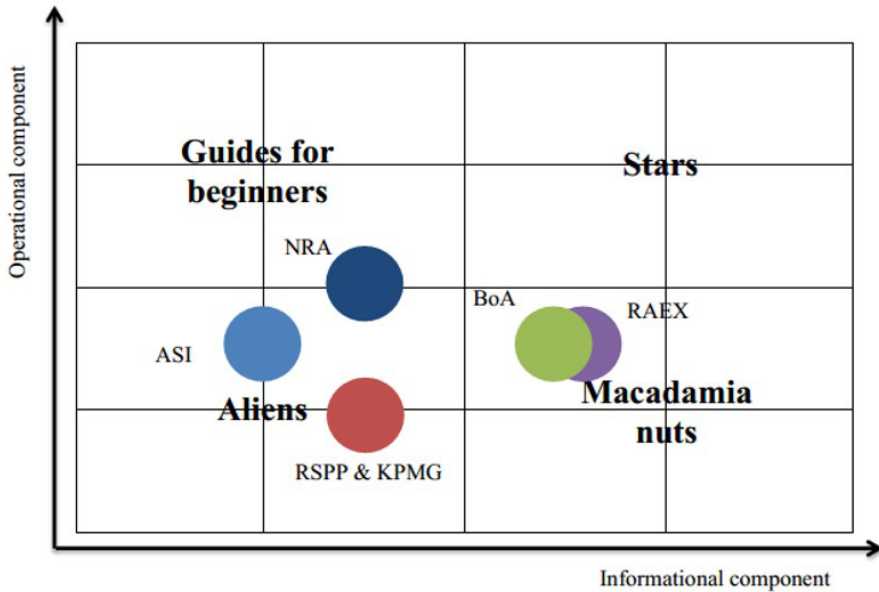 Operational component
Guides for
beginners
Stars
NRA
BoA
RAEX
ASI
Aliens
Macadamia
nuts
RSPP & KPMG
Informational component